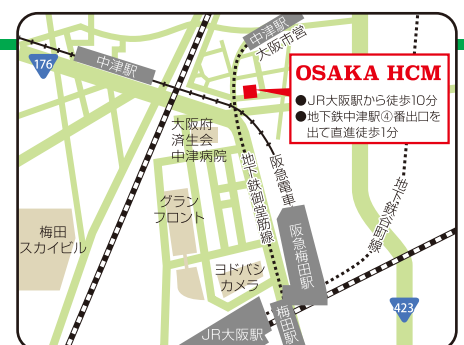 176
中津駅
中津駅
大阪市営
OSAKA HCM
●JR大阪駅から徒歩10分
●地下鉄中津駅④番出口を
出て直進徒歩1分
大阪府
済生会
中津病院
地下鉄御堂筋線
阪急電車
地下鉄谷町線
グラン
フロント
梅田
スカイビル
阪急梅田駅
ヨドバシ
カメラ
梅田駅
JR大阪駅
423